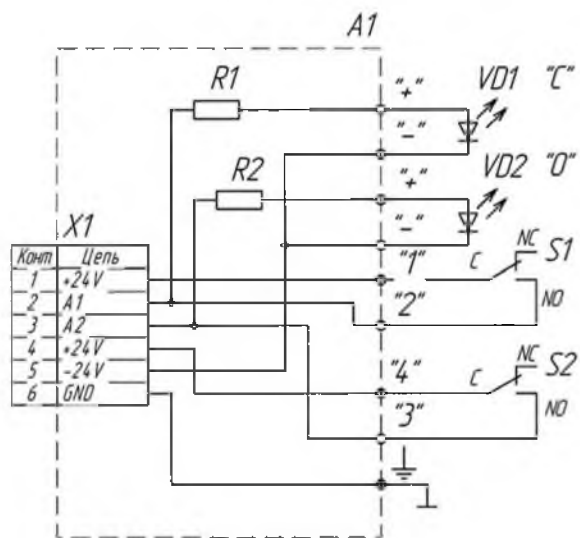 A1
R1
"+"
VD1 "С"
"-"
R2
"+"
VD2 "О"
"-"
X1
Конт Цепь
1 +24V
2 A1
3 A2
4 +24V
5 -24V
6 GND
"1"
C
NC
S1
"2"
NO
"4"
C
NC
S2
"3"
NO